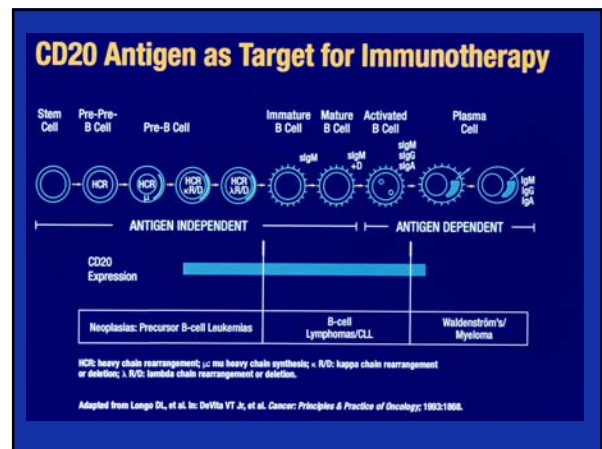 CD20 Antigen as Target for Immunotherapy
Stem Cell
Pre-Pre-B Cell
Pre-B Cell
Immature B Cell
Mature B Cell
Activated B Cell
Plasma Cell
sIgM
sIgM +D
sIgM
sIgG
sIgA
HCR
HCR μ
HCR κR/D
HCR λR/D
IgM
IgG
IgA
ANTIGEN INDEPENDENT
ANTIGEN DEPENDENT
CD20
Expression
Neoplasias: Precursor B-cell Leukemias
B-cell
Lymphomas/CLL
Waldenström's/
Myeloma
HCR: heavy chain rearrangement; μ: mu heavy chain synthesis; κ R/D: kappa chain rearrangement
or deletion; λ R/D: lambda chain rearrangement or deletion.
Adapted from Longo DL, et al. In: DeVita VT Jr, et al. Cancer: Principles & Practice of Oncology; 1993:1868.